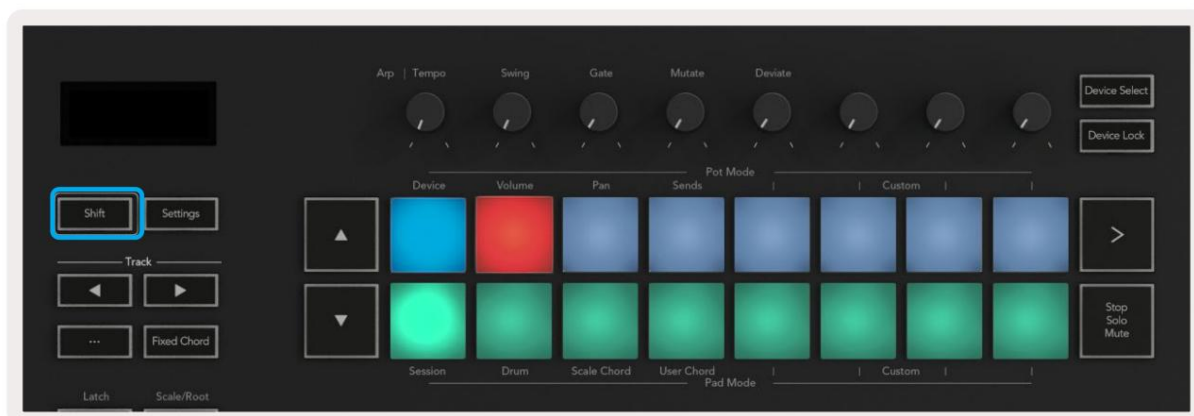 Arp | Tempo Swing Gate Mutate Deviate
Device Select
Device Lock
Pot Mode
Device Volume Pan Sends Custom
Shift Settings
Track
... Fixed Chord
Stop
Solo
Mute
Session Drum Scale Chord User Chord Custom
Pad Mode
Latch Scale/Root